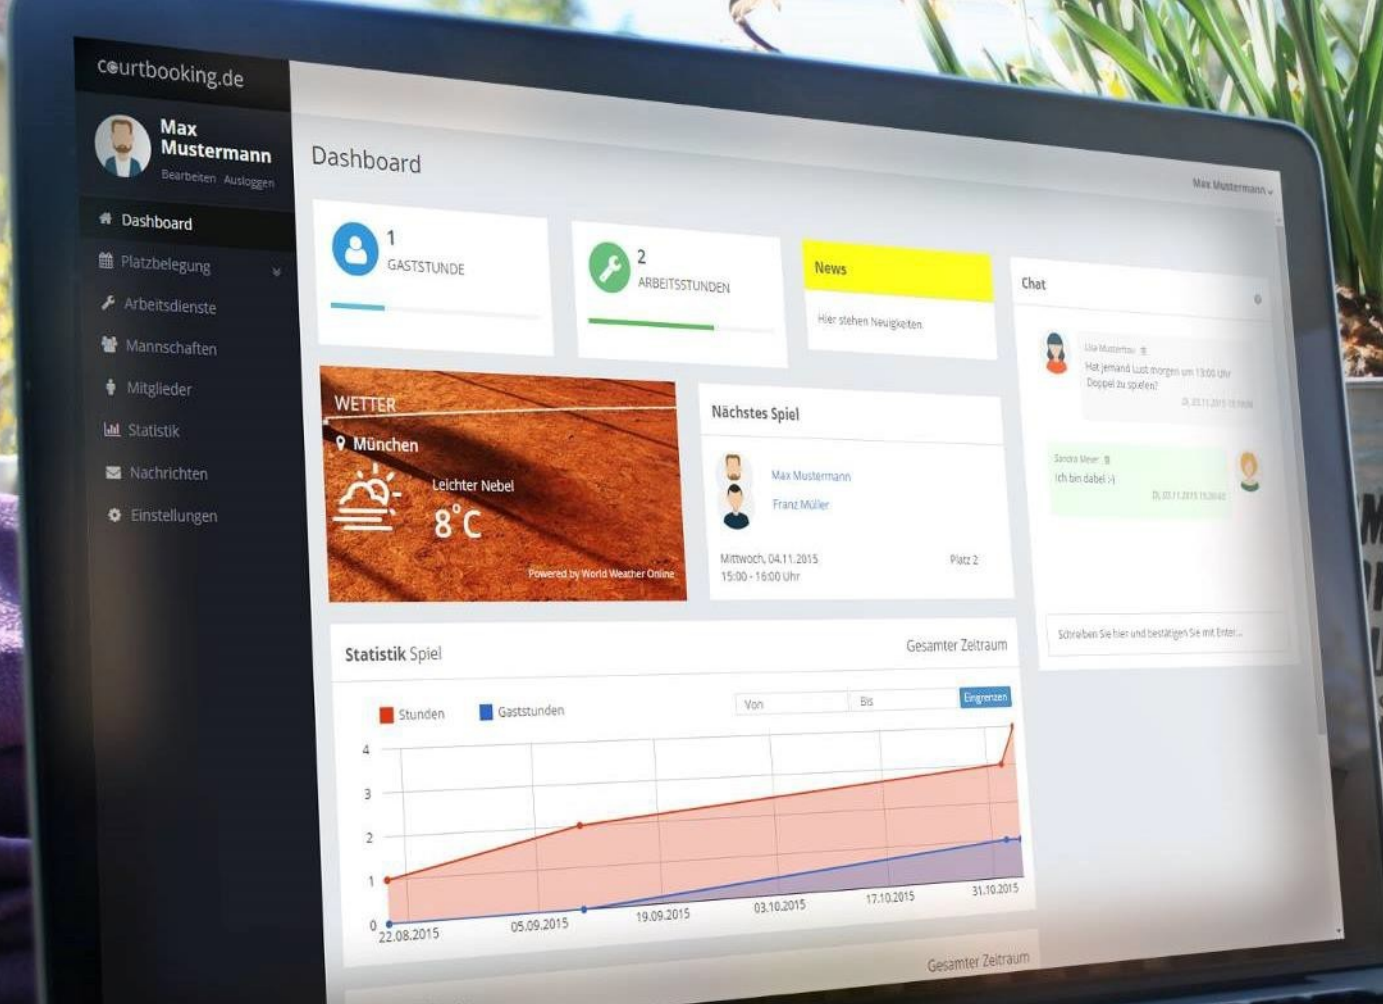 courtbooking.de
Max
Mustermann
Bearbeiten Ausloggen
Dashboard
Platzbelegung
Arbeitsdienste
Mannschaften
Mitglieder
Statistik
Nachrichten
Einstellungen
Dashboard
Max Mustermann
1
GASTSTUNDE
2
ARBEITSSTUNDEN
News
Hier stehen Neuigkeiten
Chat
Lisa Musterfrau
Hat jemand Lust morgen um 13:00 Uhr
Doppel zu spielen?
Sandra Meier
Ich bin dabei :-)
Schreiben Sie hier und bestätigen Sie mit Enter...
WETTER
München
Leichter Nebel
8°C
Powered by World Weather Online
Nächstes Spiel
Max Mustermann
Franz Müller
Mittwoch, 04.11.2015
15:00 - 16:00 Uhr
Platz 2
Statistik Spiel
Gesamter Zeitraum
Stunden
Gaststunden
Von
Bis
Eingrenzen
4
3
2
1
0
22.08.2015
05.09.2015
19.09.2015
03.10.2015
17.10.2015
31.10.2015
Gesamter Zeitraum